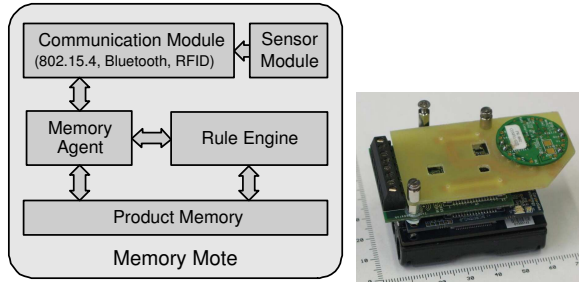 Communication Module
(802.15.4, Bluetooth, RFID)
Sensor
Module
Memory
Agent
Rule Engine
Product Memory
Memory Mote